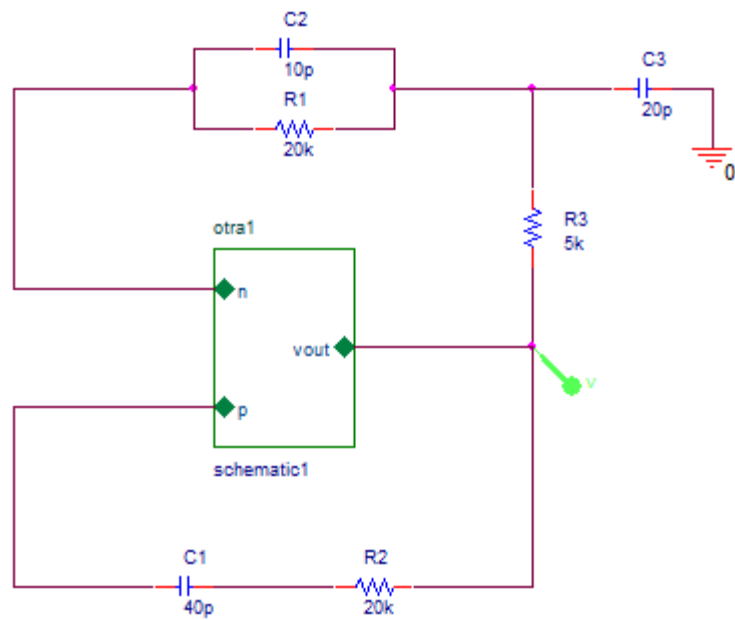 C2
10p
R1
20k
C3
20p
0
R3
5k
otra1
n
vout
p
v
schematic1
C1
40p
R2
20k